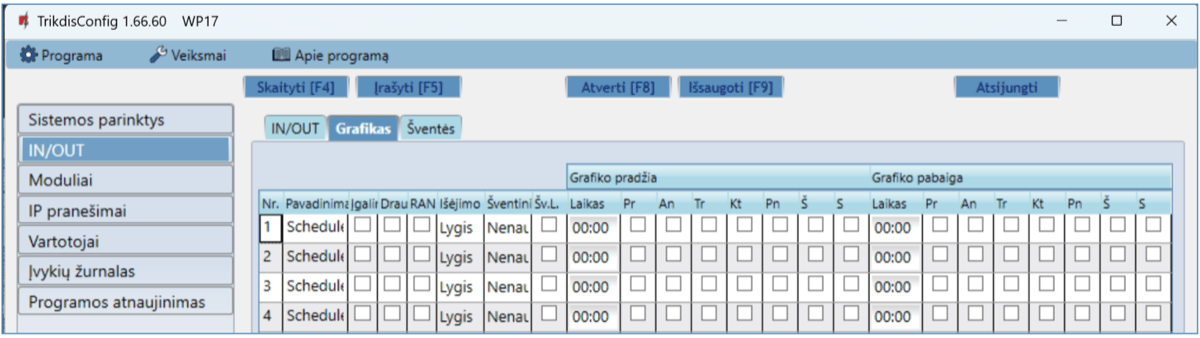 TrikdisConfig 1.66.60 WP17
Programa Veiksmai Apie programą
Skaityti [F4] Įrašyti [F5] Atverti [F8] Išsaugoti [F9] Atsijungti
Sistemos parinktys
IN/OUT
Moduliai
IP pranešimai
Vartotojai
Įvykių žurnalas
Programos atnaujinimas
IN/OUT Grafikas Šventės
Grafiko pradžia Grafiko pabaiga
Nr. Pavadinima Įgalin Drau RAN Išėjimo Šventini Šv.L. Laikas Pr An Tr Kt Pn Š S Laikas Pr An Tr Kt Pn Š S
1 Schedule Lygis Nenau 00:00 00:00
2 Schedule Lygis Nenau 00:00 00:00
3 Schedule Lygis Nenau 00:00 00:00
4 Schedule Lygis Nenau 00:00 00:00